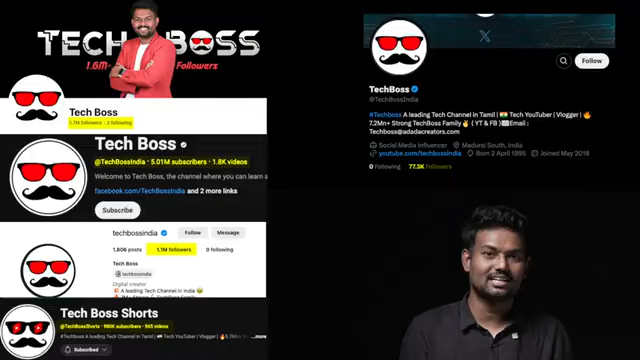 TECH BOSS
1.6M+ Followers
Tech Boss
1.7M followers • 2 following
Tech Boss
@TechBossIndia • 5.01M subscribers • 1.8K videos
Welcome to Tech Boss, the channel where you can learn a
facebook.com/TechBossIndia and 2 more links
Subscribe
techbossindia Follow Message
1,806 posts 1.1M followers 0 following
Tech Boss
techbossindia
Digital creator
A leading Tech Channel in India
Tech Boss Shorts
@TechBossShorts • 980K subscribers • 965 videos
#Techboss A leading Tech Channel in Tamil | Tech YouTuber | Vlogger |
...more
Subscribed
X
Follow
TechBoss
@TechBossIndia
#Techboss A leading Tech Channel in Tamil | Tech YouTuber | Vlogger |
7.2Mn+ Strong TechBoss Family ( YT & FB ) Email :
Techboss@adadacreators.com
Social Media Influencer Madurai South, India
youtube.com/techbossindia Born 2 April 1995 Joined May 2018
0 Following 77.3K Followers